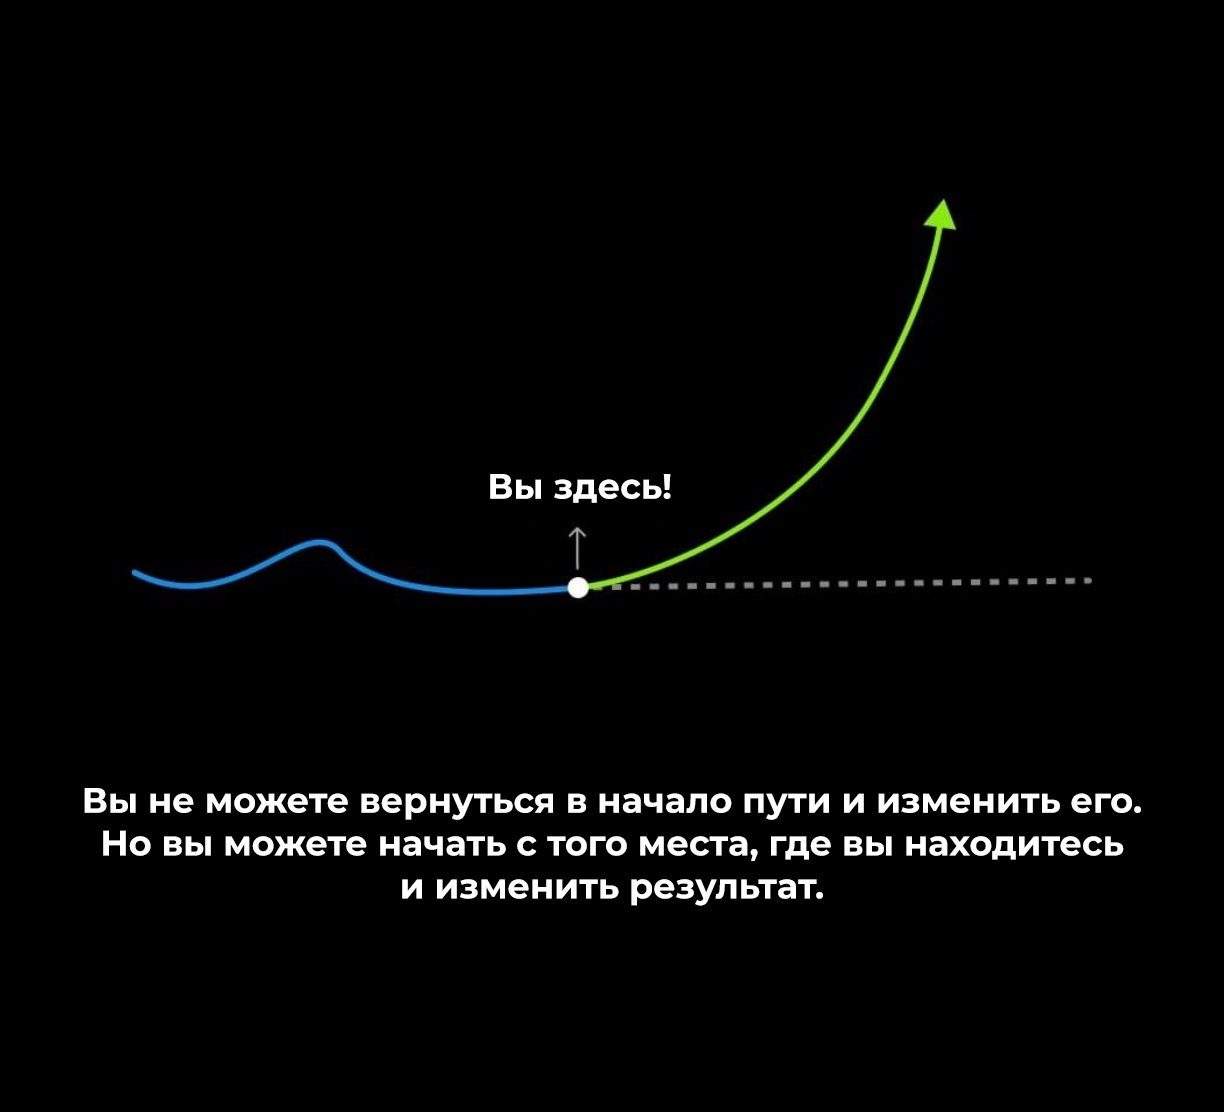 Вы здесь!
Вы не можете вернуться в начало пути и изменить его.
Но вы можете начать с того места, где вы находитесь
и изменить результат.